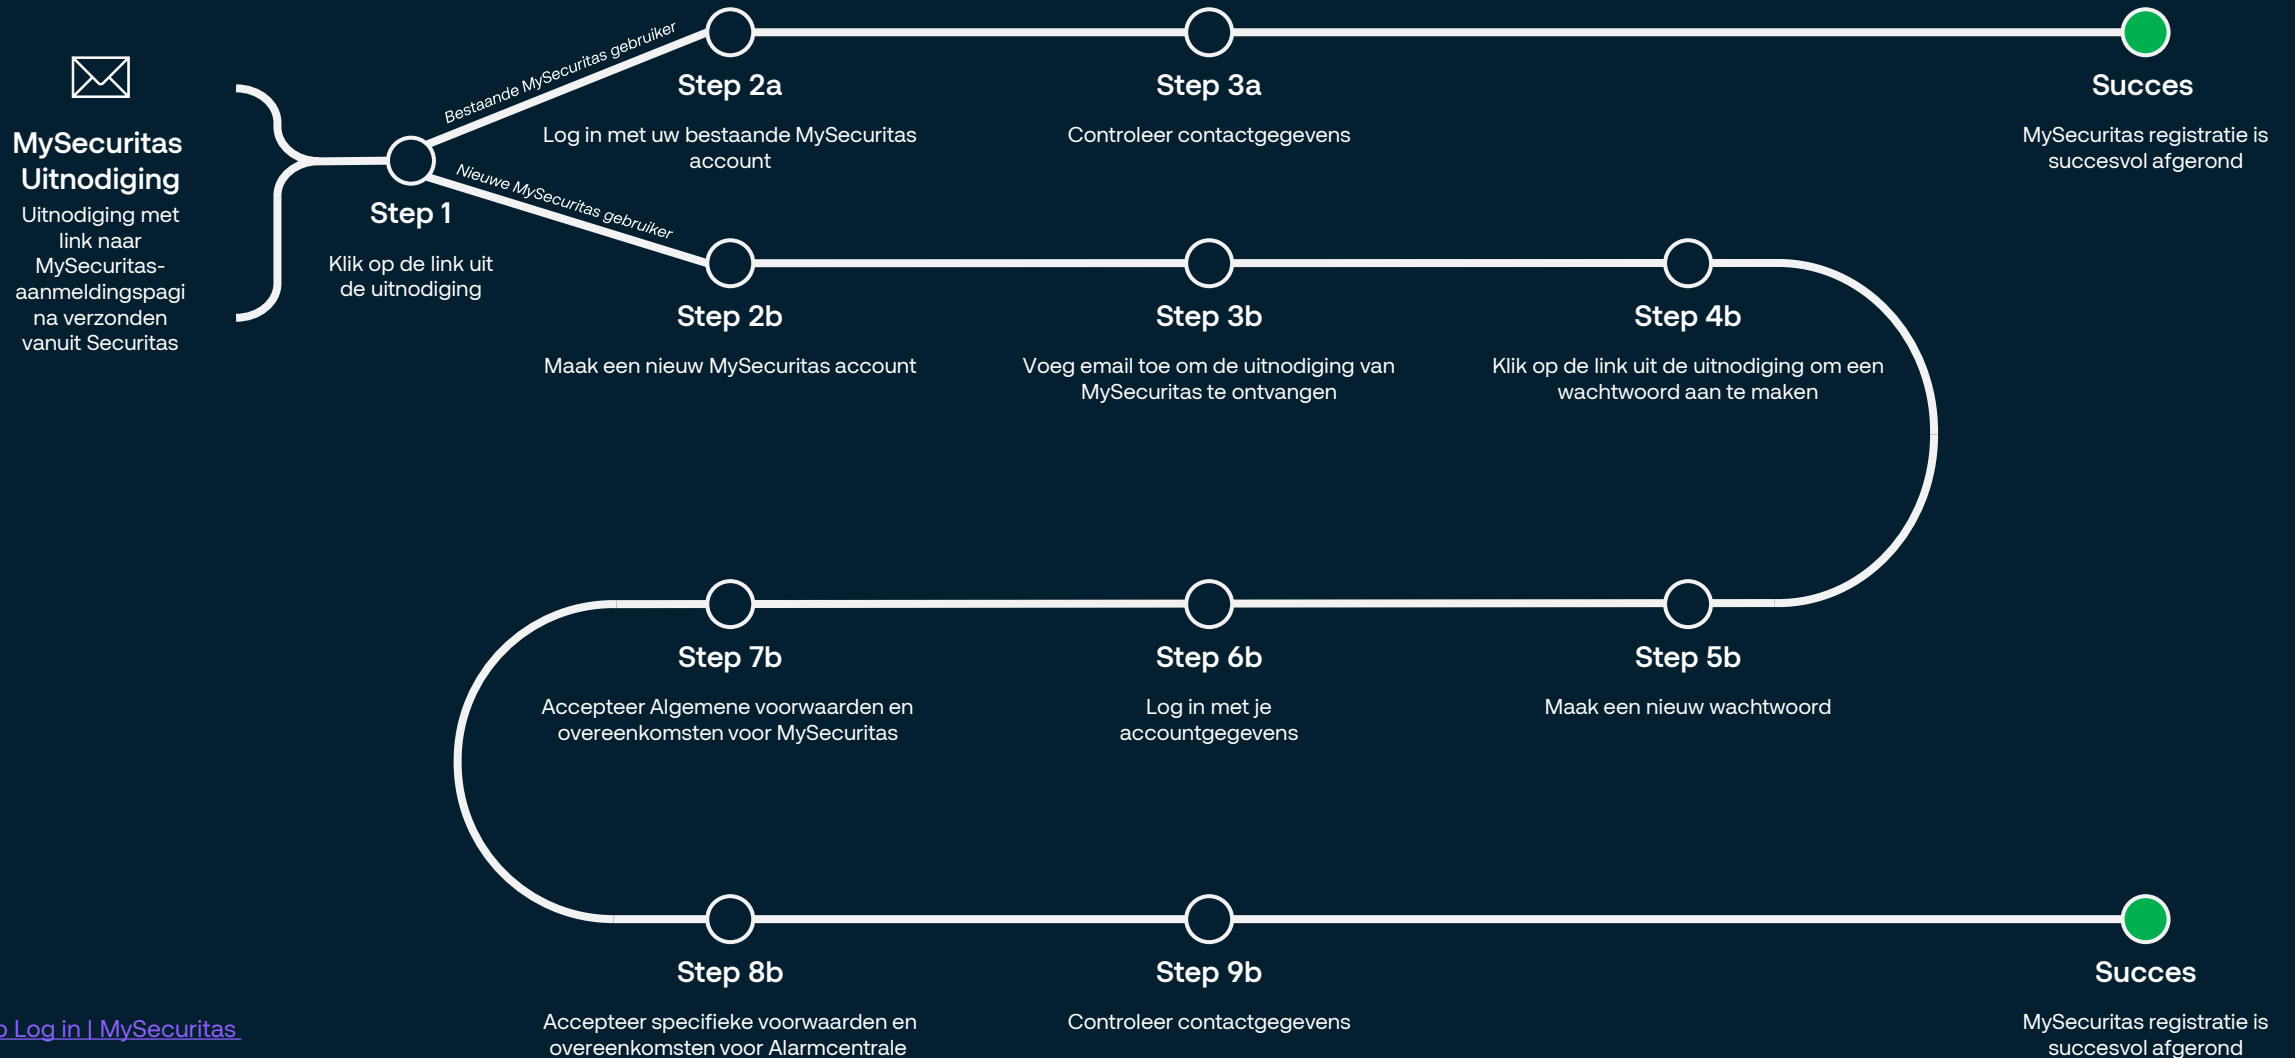 MySecuritas
Uitnodiging
Uitnodiging met
link naar
MySecuritas-
aanmeldingspagi
na verzonden
vanuit Securitas
Step 1
Klik op de link uit
de uitnodiging
Bestaande MySecuritas gebruiker
Step 2a
Log in met uw bestaande MySecuritas
account
Step 3a
Controleer contactgegevens
Succes
MySecuritas registratie is
succesvol afgerond
Nieuwe MySecuritas gebruiker
Step 2b
Maak een nieuw MySecuritas account
Step 3b
Voeg email toe om de uitnodiging van
MySecuritas te ontvangen
Step 4b
Klik op de link uit de uitnodiging om een
wachtwoord aan te maken
Step 5b
Maak een nieuw wachtwoord
Step 6b
Log in met je
accountgegevens
Step 7b
Accepteer Algemene voorwaarden en
overeenkomsten voor MySecuritas
Step 8b
Accepteer specifieke voorwaarden en
overeenkomsten voor Alarmcentrale
Step 9b
Controleer contactgegevens
Succes
MySecuritas registratie is
succesvol afgerond
Log in | MySecuritas